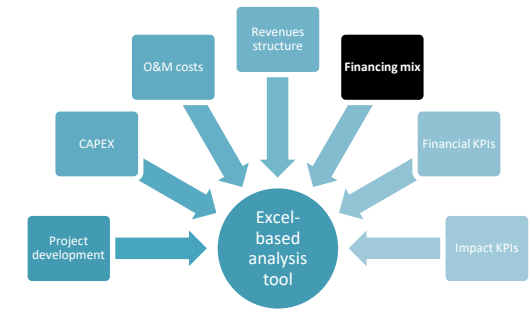 Revenues
structure
O&M costs
Financing mix
CAPEX
Financial KPIs
Project
development
Excel-
based
analysis
tool
Impact KPIs